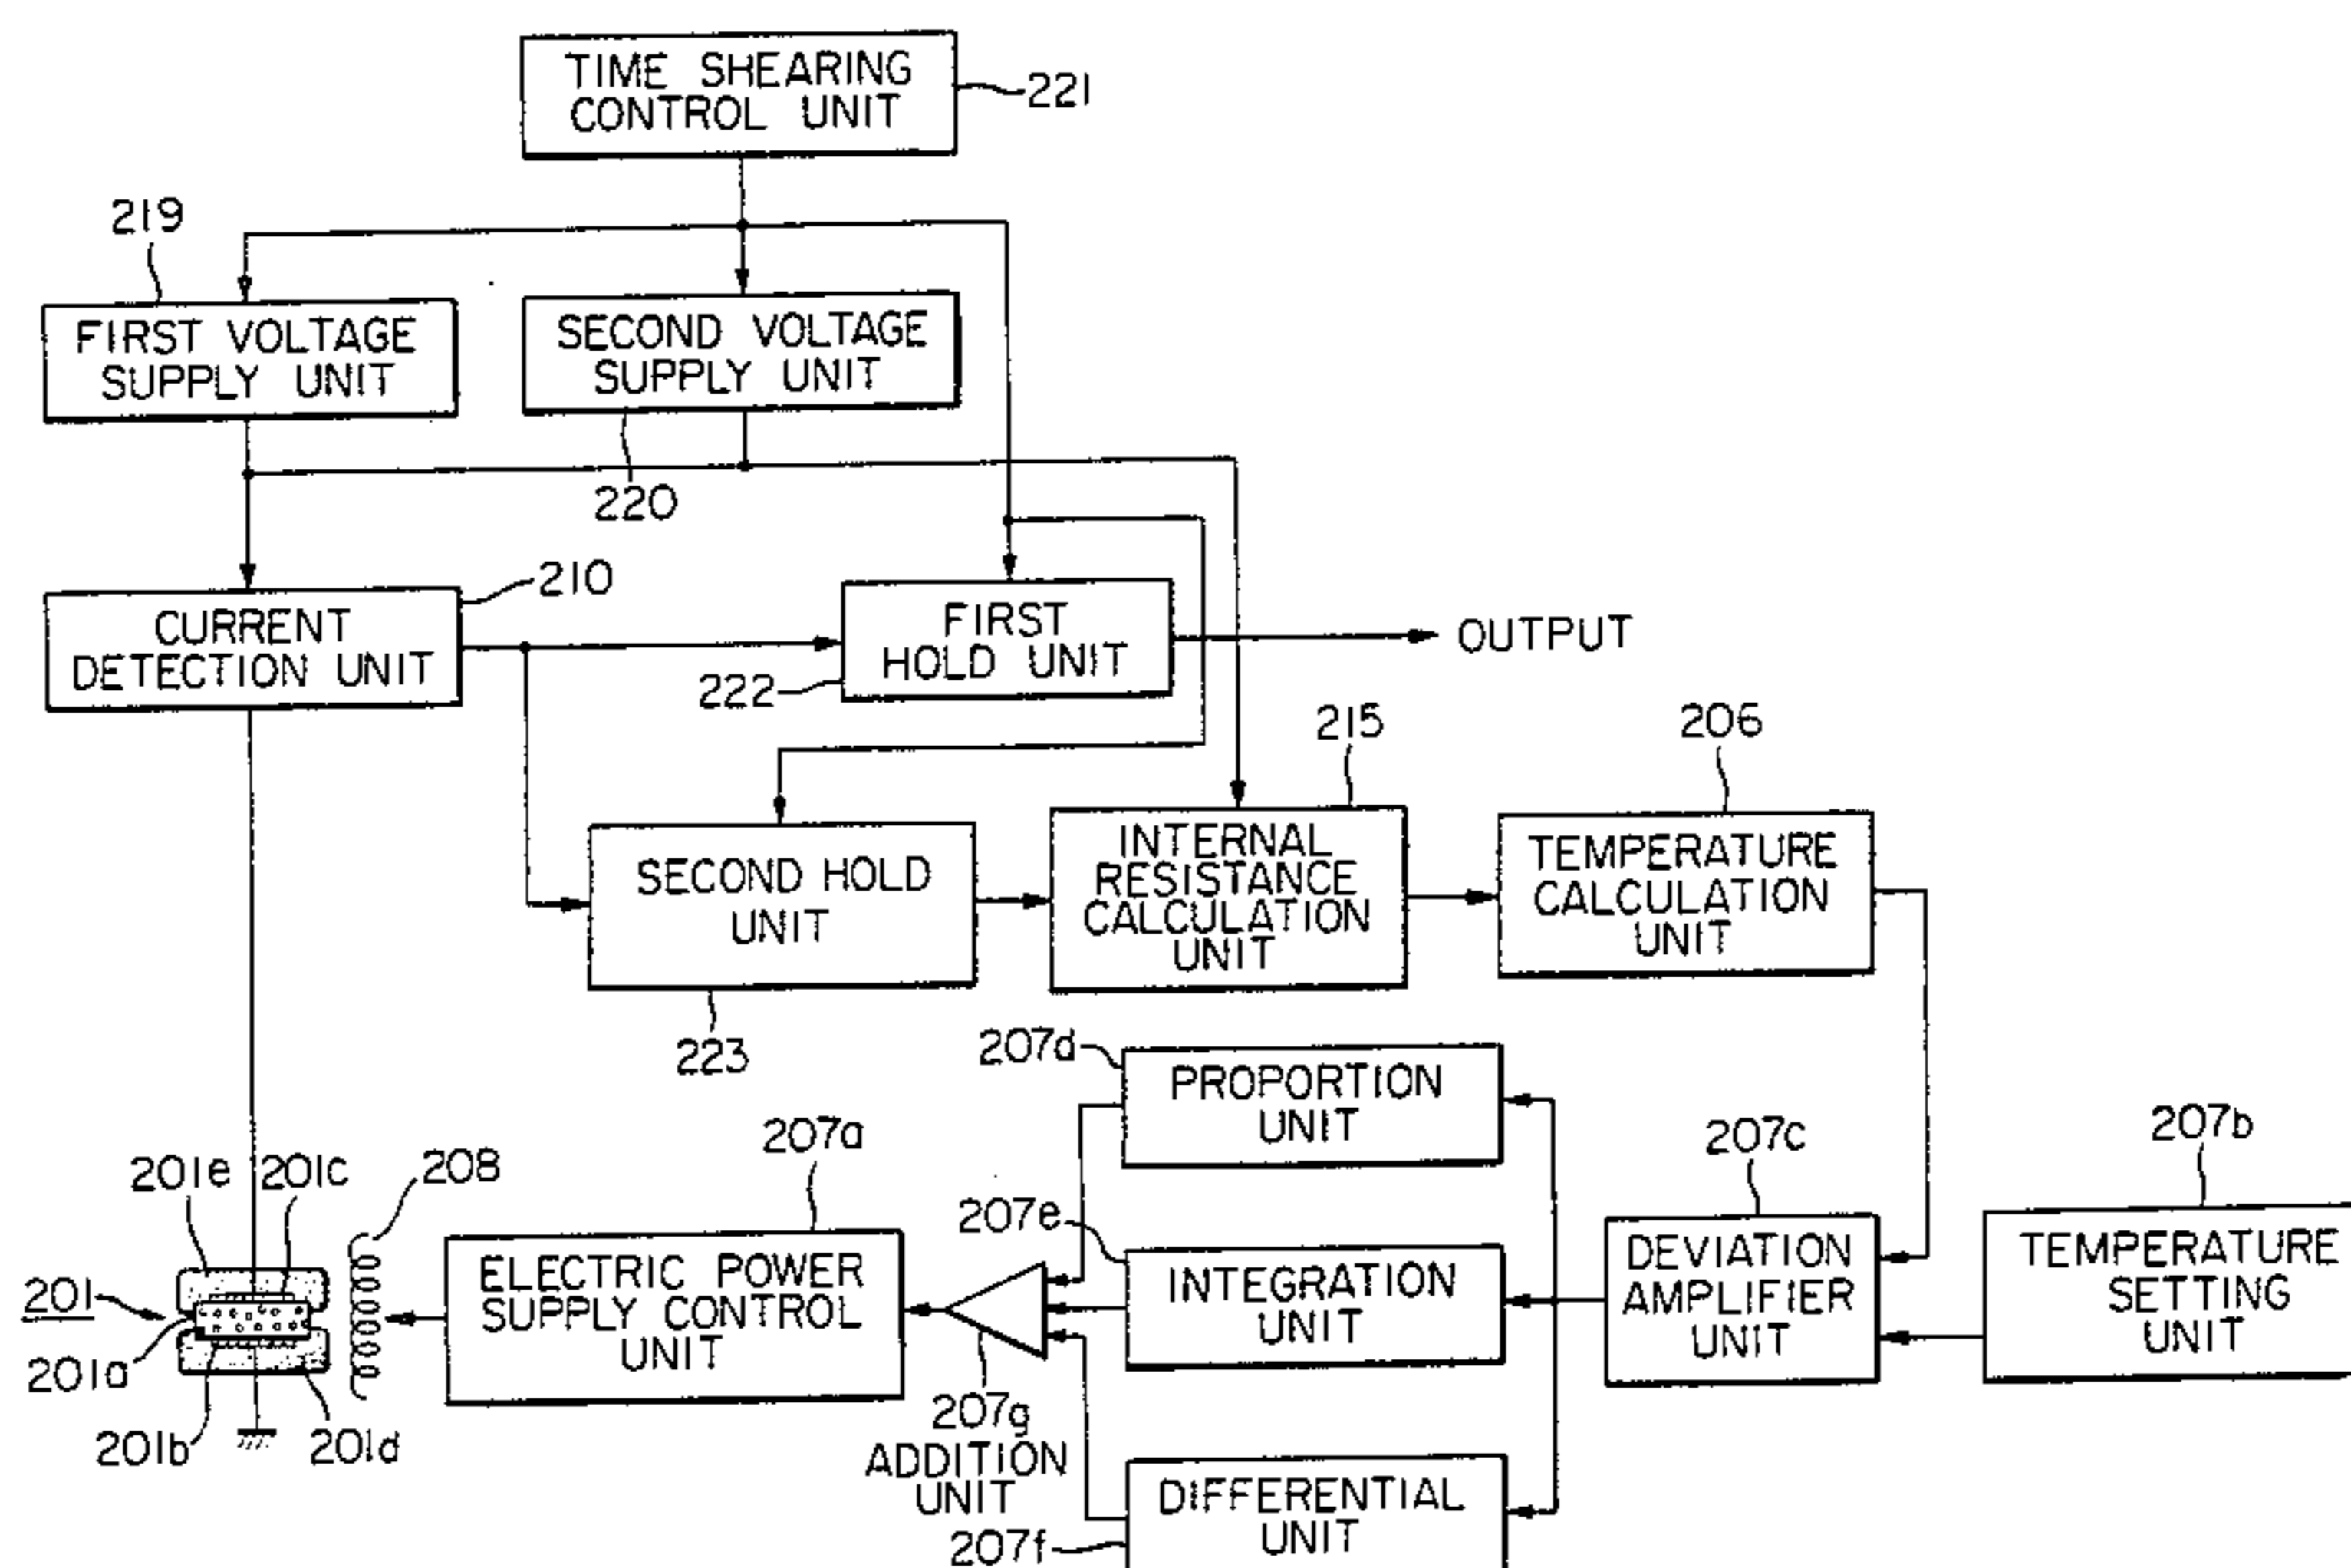 TIME SHEARING
CONTROL UNIT
221
219
FIRST VOLTAGE
SUPPLY UNIT
SECOND VOLTAGE
SUPPLY UNIT
220
210
CURRENT
DETECTION UNIT
FIRST
HOLD UNIT
222
OUTPUT
215
206
SECOND HOLD
UNIT
223
INTERNAL
RESISTANCE
CALCULATION
UNIT
TEMPERATURE
CALCULATION
UNIT
207d
PROPORTION
UNIT
207a
207c
207b
201e
201c
208
207e
ELECTRIC POWER
SUPPLY CONTROL
UNIT
INTEGRATION
UNIT
DEVIATION
AMPLIFIER
UNIT
TEMPERATURE
SETTING
UNIT
201
201a
201b
201d
207g
ADDITION
UNIT
DIFFERENTIAL
UNIT
207f